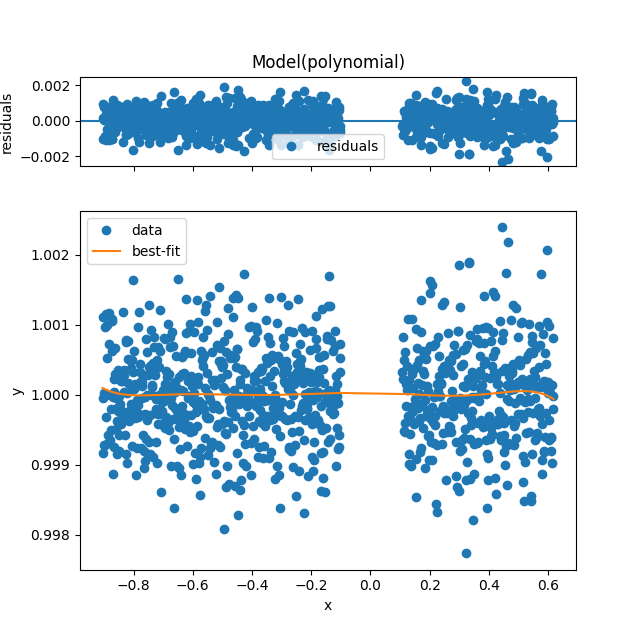 Model(polynomial)
residuals
0.002
0.000
−0.002
residuals
data
best-fit
y
1.002
1.001
1.000
0.999
0.998
−0.8 −0.6 −0.4 −0.2 0.0 0.2 0.4 0.6
x